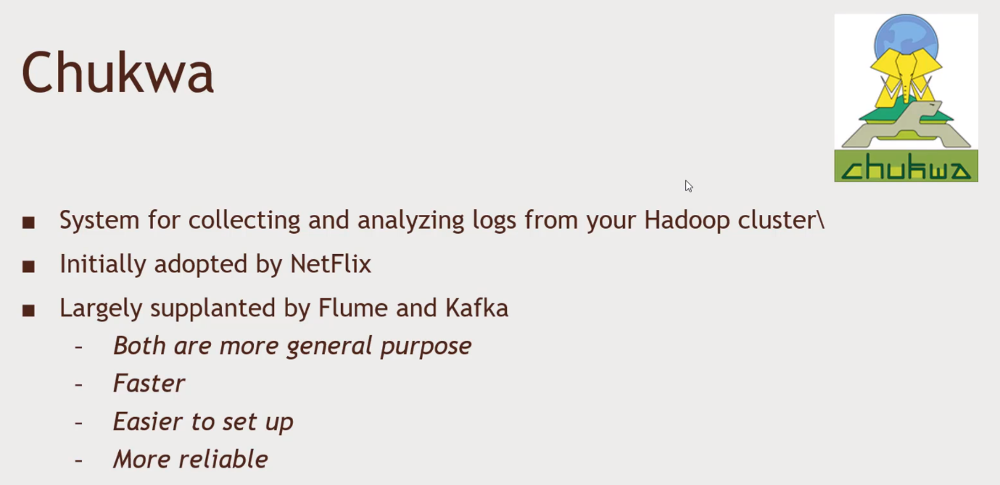 Chukwa
chukwa
■ System for collecting and analyzing logs from your Hadoop cluster\
■ Initially adopted by NetFlix
■ Largely supplanted by Flume and Kafka
– Both are more general purpose
– Faster
– Easier to set up
– More reliable